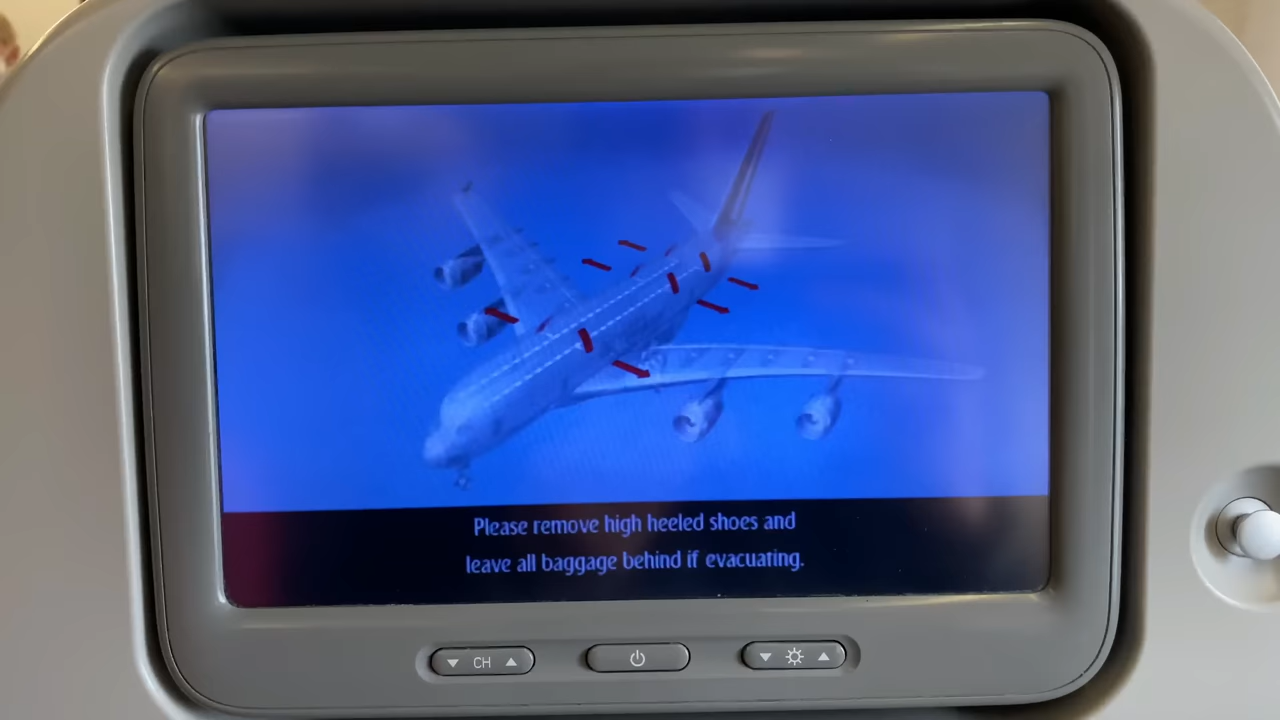 Please remove high heeled shoes and
leave all baggage behind if evacuating.
CH